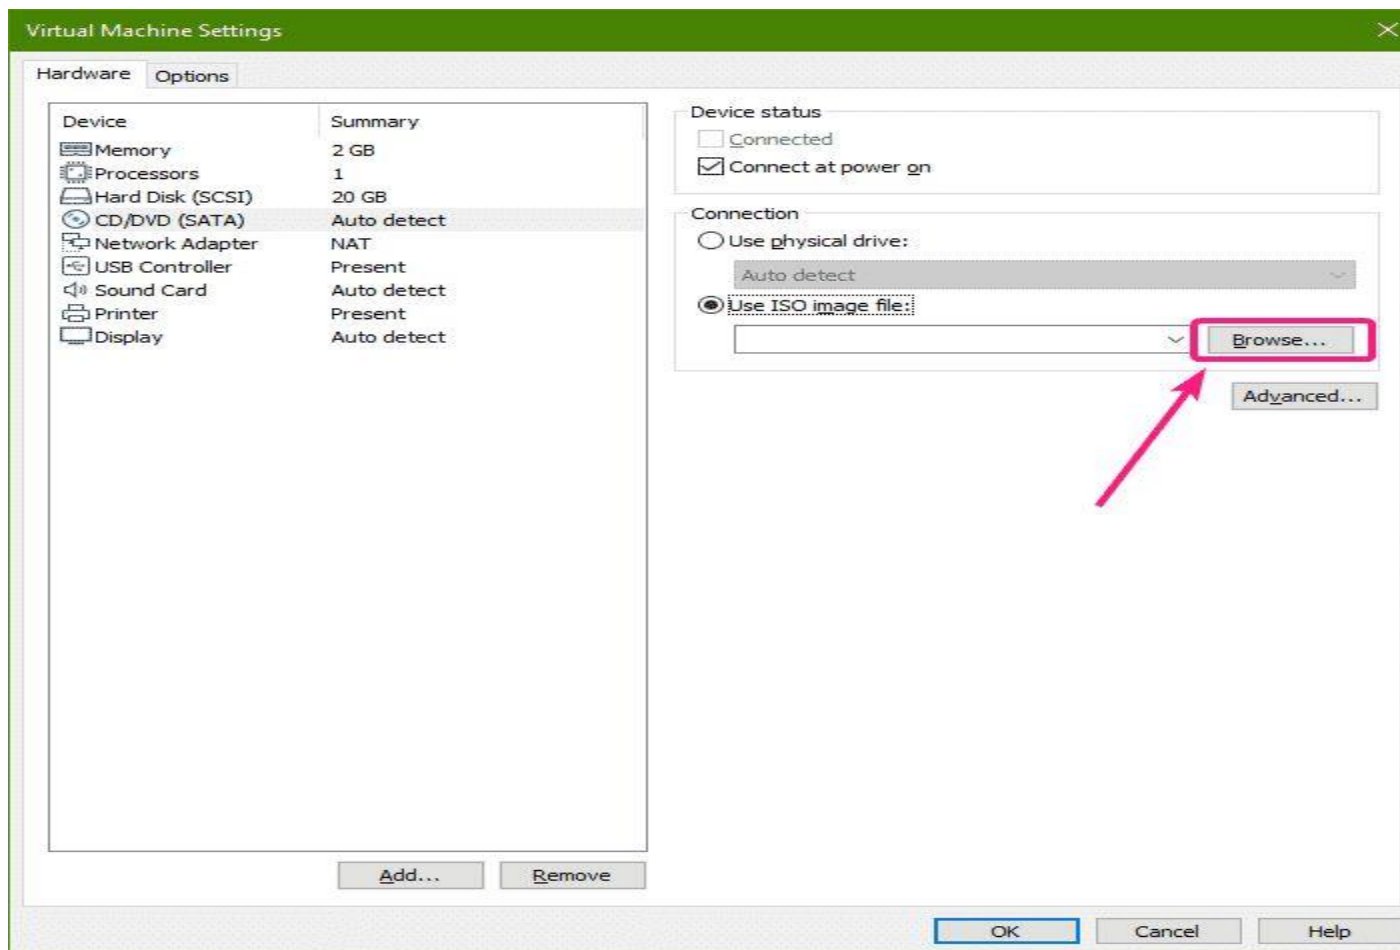 Virtual Machine Settings
Hardware Options
Device Summary
Memory 2 GB
Processors 1
Hard Disk (SCSI) 20 GB
CD/DVD (SATA) Auto detect
Network Adapter NAT
USB Controller Present
Sound Card Auto detect
Printer Present
Display Auto detect
Add... Remove
Device status
Connected
Connect at power on
Connection
Use physical drive:
Auto detect
Use ISO image file:
Browse...
Advanced...
OK Cancel Help